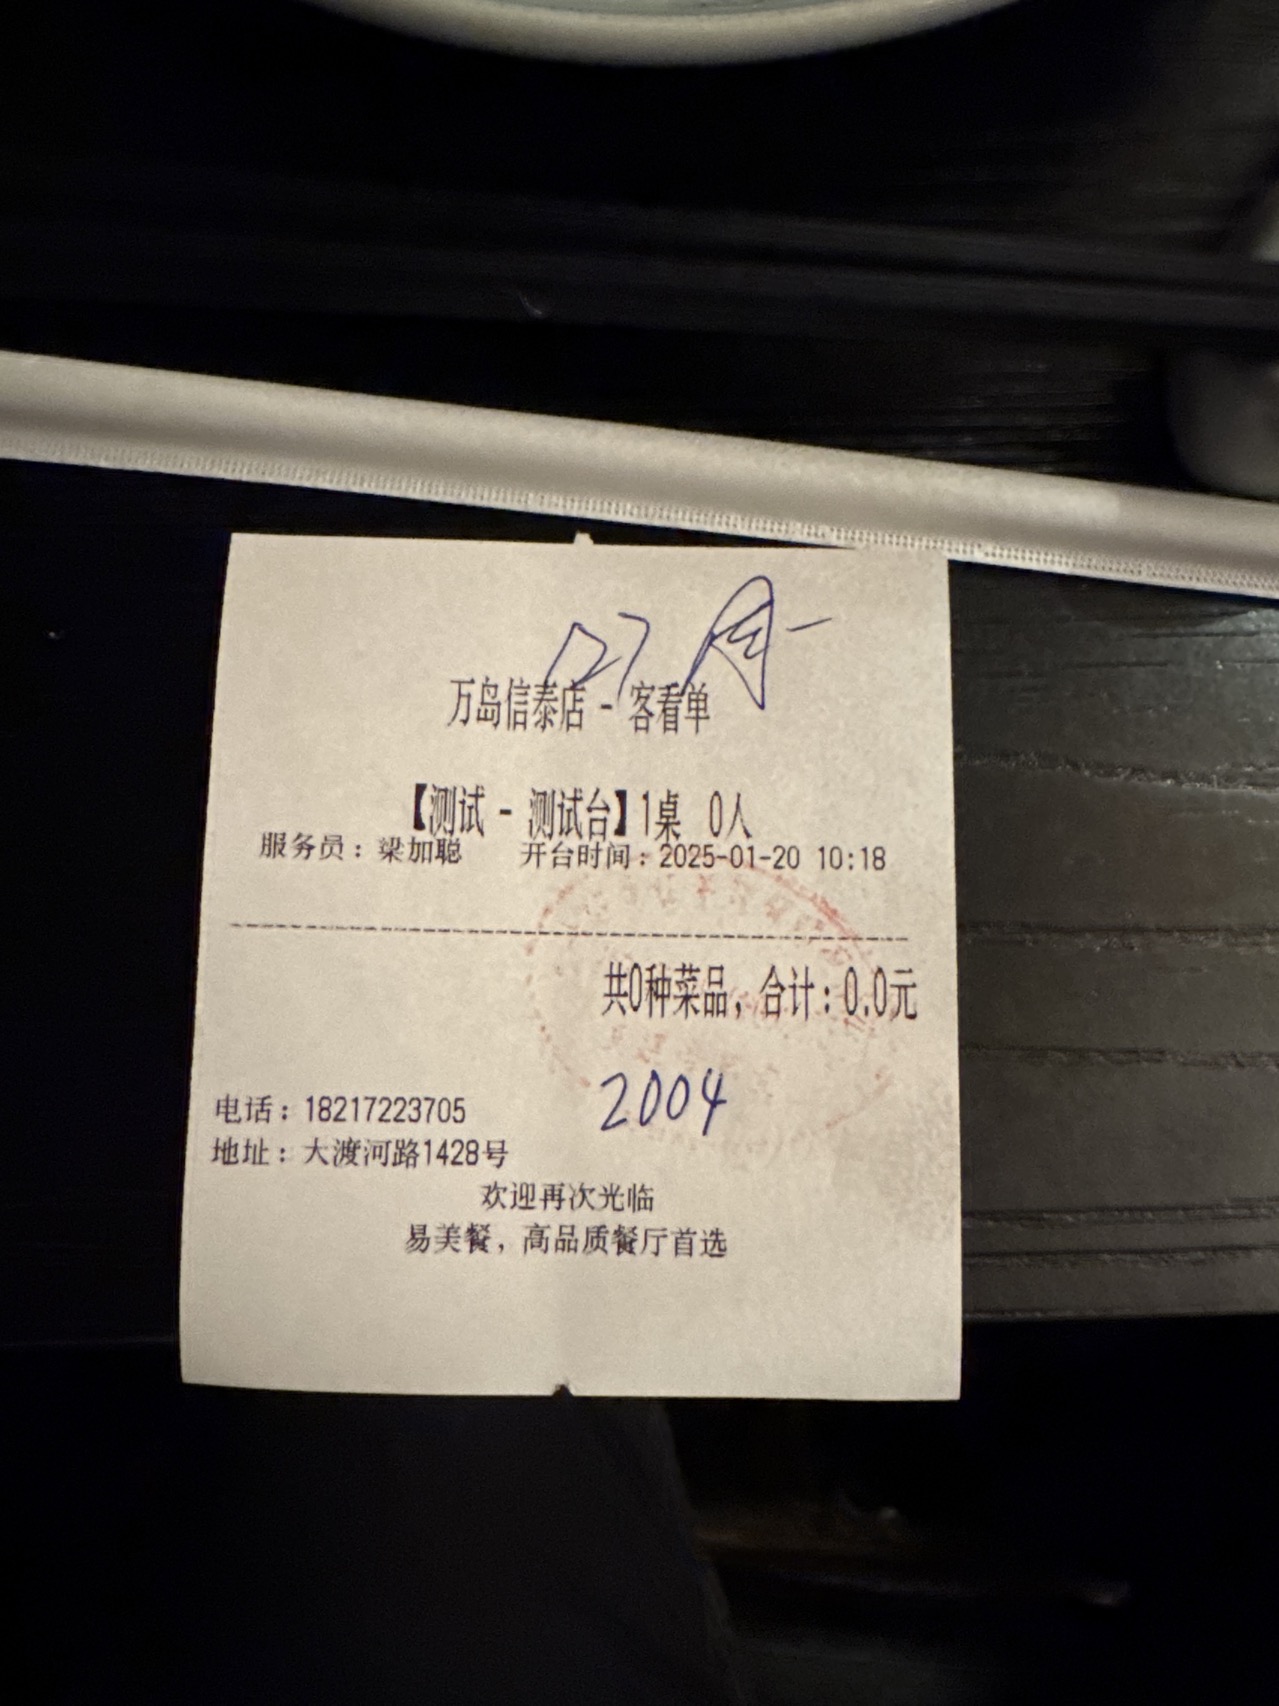 万岛信泰店 - 客看单
【测试 - 测试台】1桌 0人
服务员：梁加聪 开台时间：2025-01-20 10:18
共0种菜品，合计：0.0元
2004
电话：18217223705
地址：大渡河路1428号
欢迎再次光临
易美餐，高品质餐厅首选